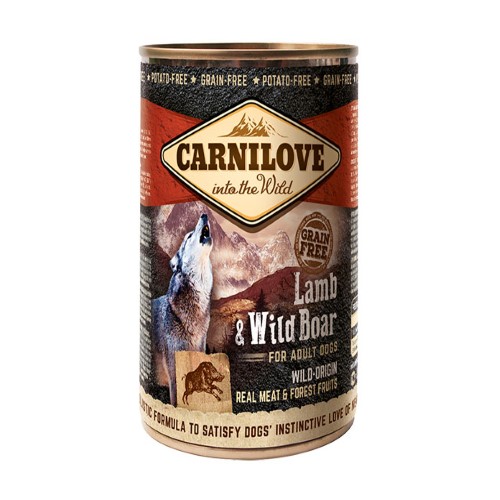 POTATO-FREE ★ GRAIN-FREE ★ POTATO-FREE ★ GRAIN-FREE
CARNILOVE
into the Wild
GRAIN
FREE
Lamb
& Wild Boar
FOR ADULT DOGS
WILD-ORIGIN
REAL MEAT & FOREST FRUITS
FORMULA TO SATISFY DOGS' INSTINCTIVE LOVE OF